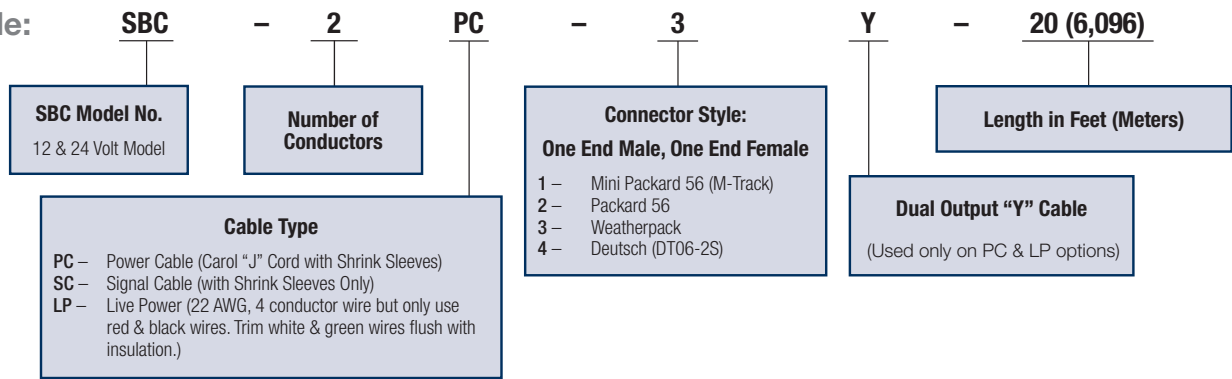 le: SBC – 2 PC – 3 Y – 20 (6,096)
SBC Model No.
12 & 24 Volt Model
Number of
Conductors
Connector Style:
One End Male, One End Female
1 – Mini Packard 56 (M-Track)
2 – Packard 56
3 – Weatherpack
4 – Deutsch (DT06-2S)
Length in Feet (Meters)
Cable Type
PC – Power Cable (Carol "J" Cord with Shrink Sleeves)
SC – Signal Cable (with Shrink Sleeves Only)
LP – Live Power (22 AWG, 4 conductor wire but only use
red & black wires. Trim white & green wires flush with
insulation.)
Dual Output “Y” Cable
(Used only on PC & LP options)